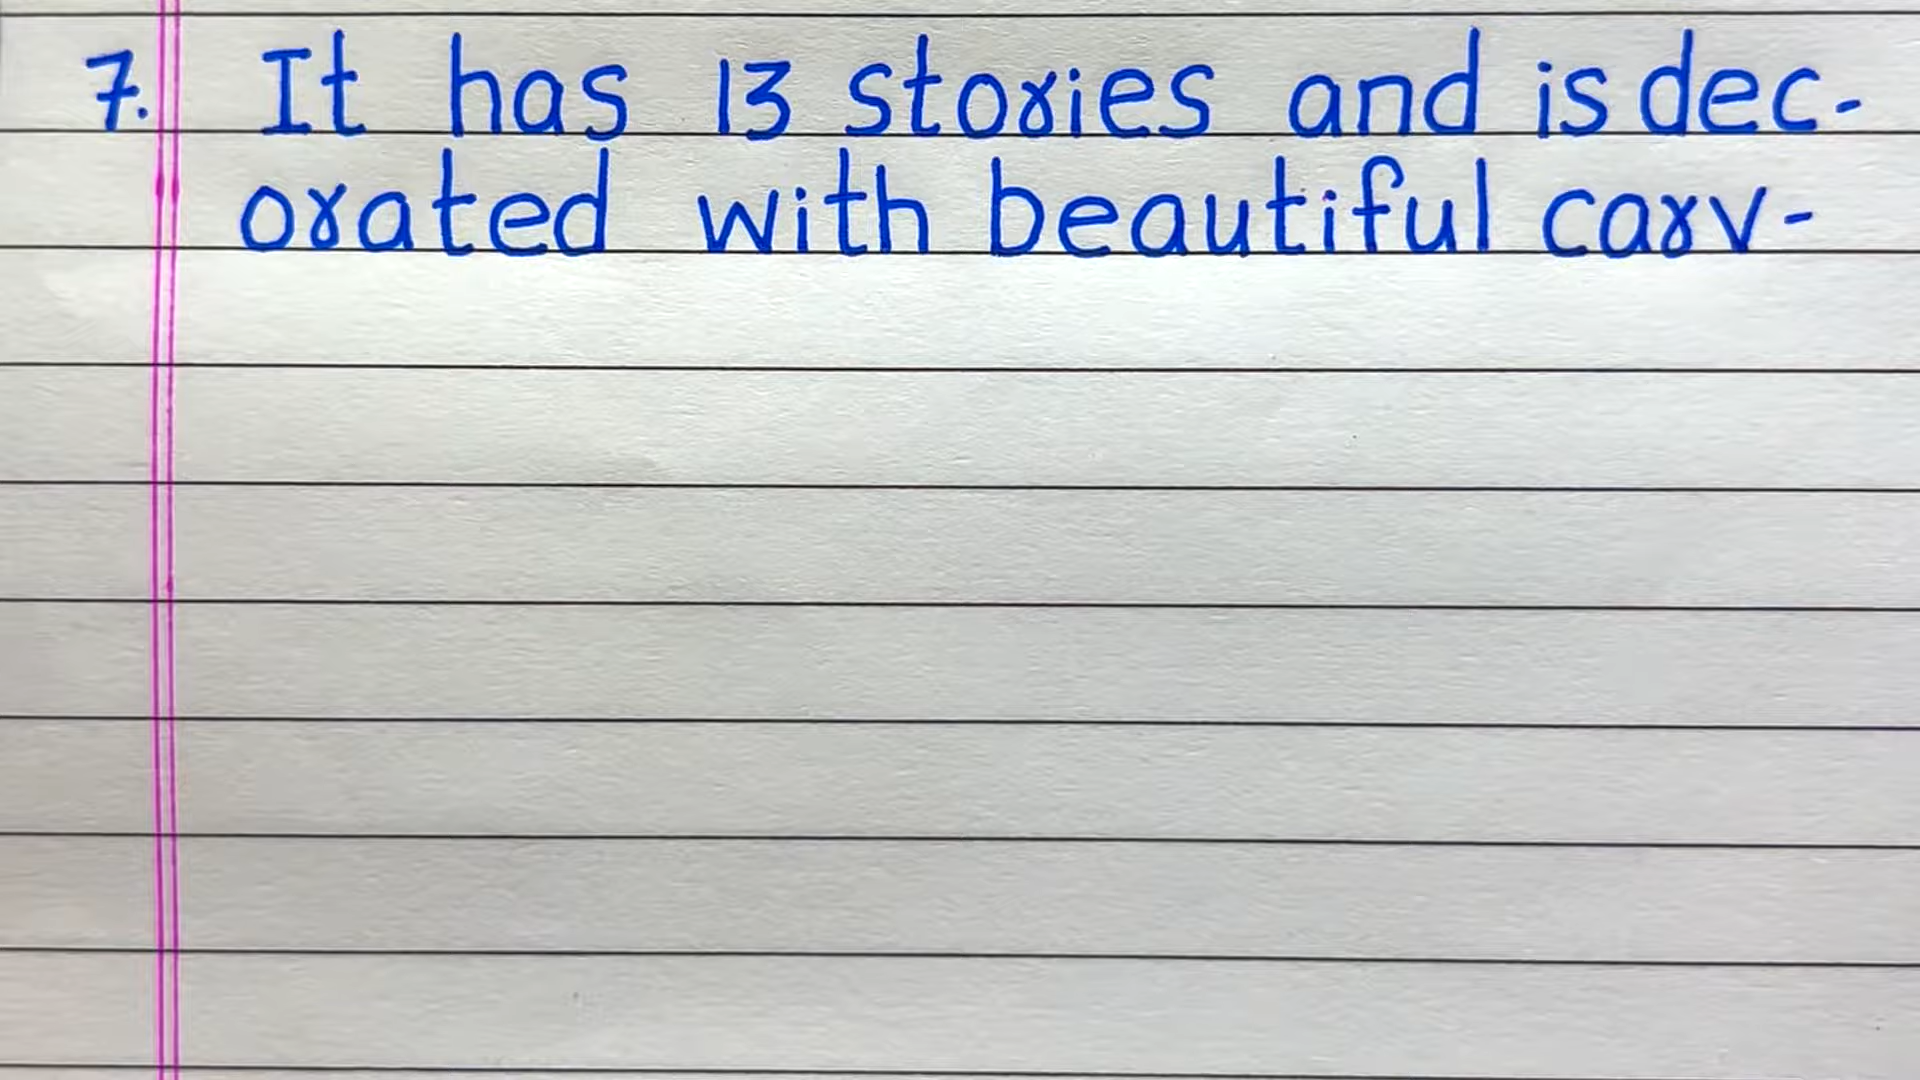 7. It has 13 stories and is dec-
orated with beautiful carv-